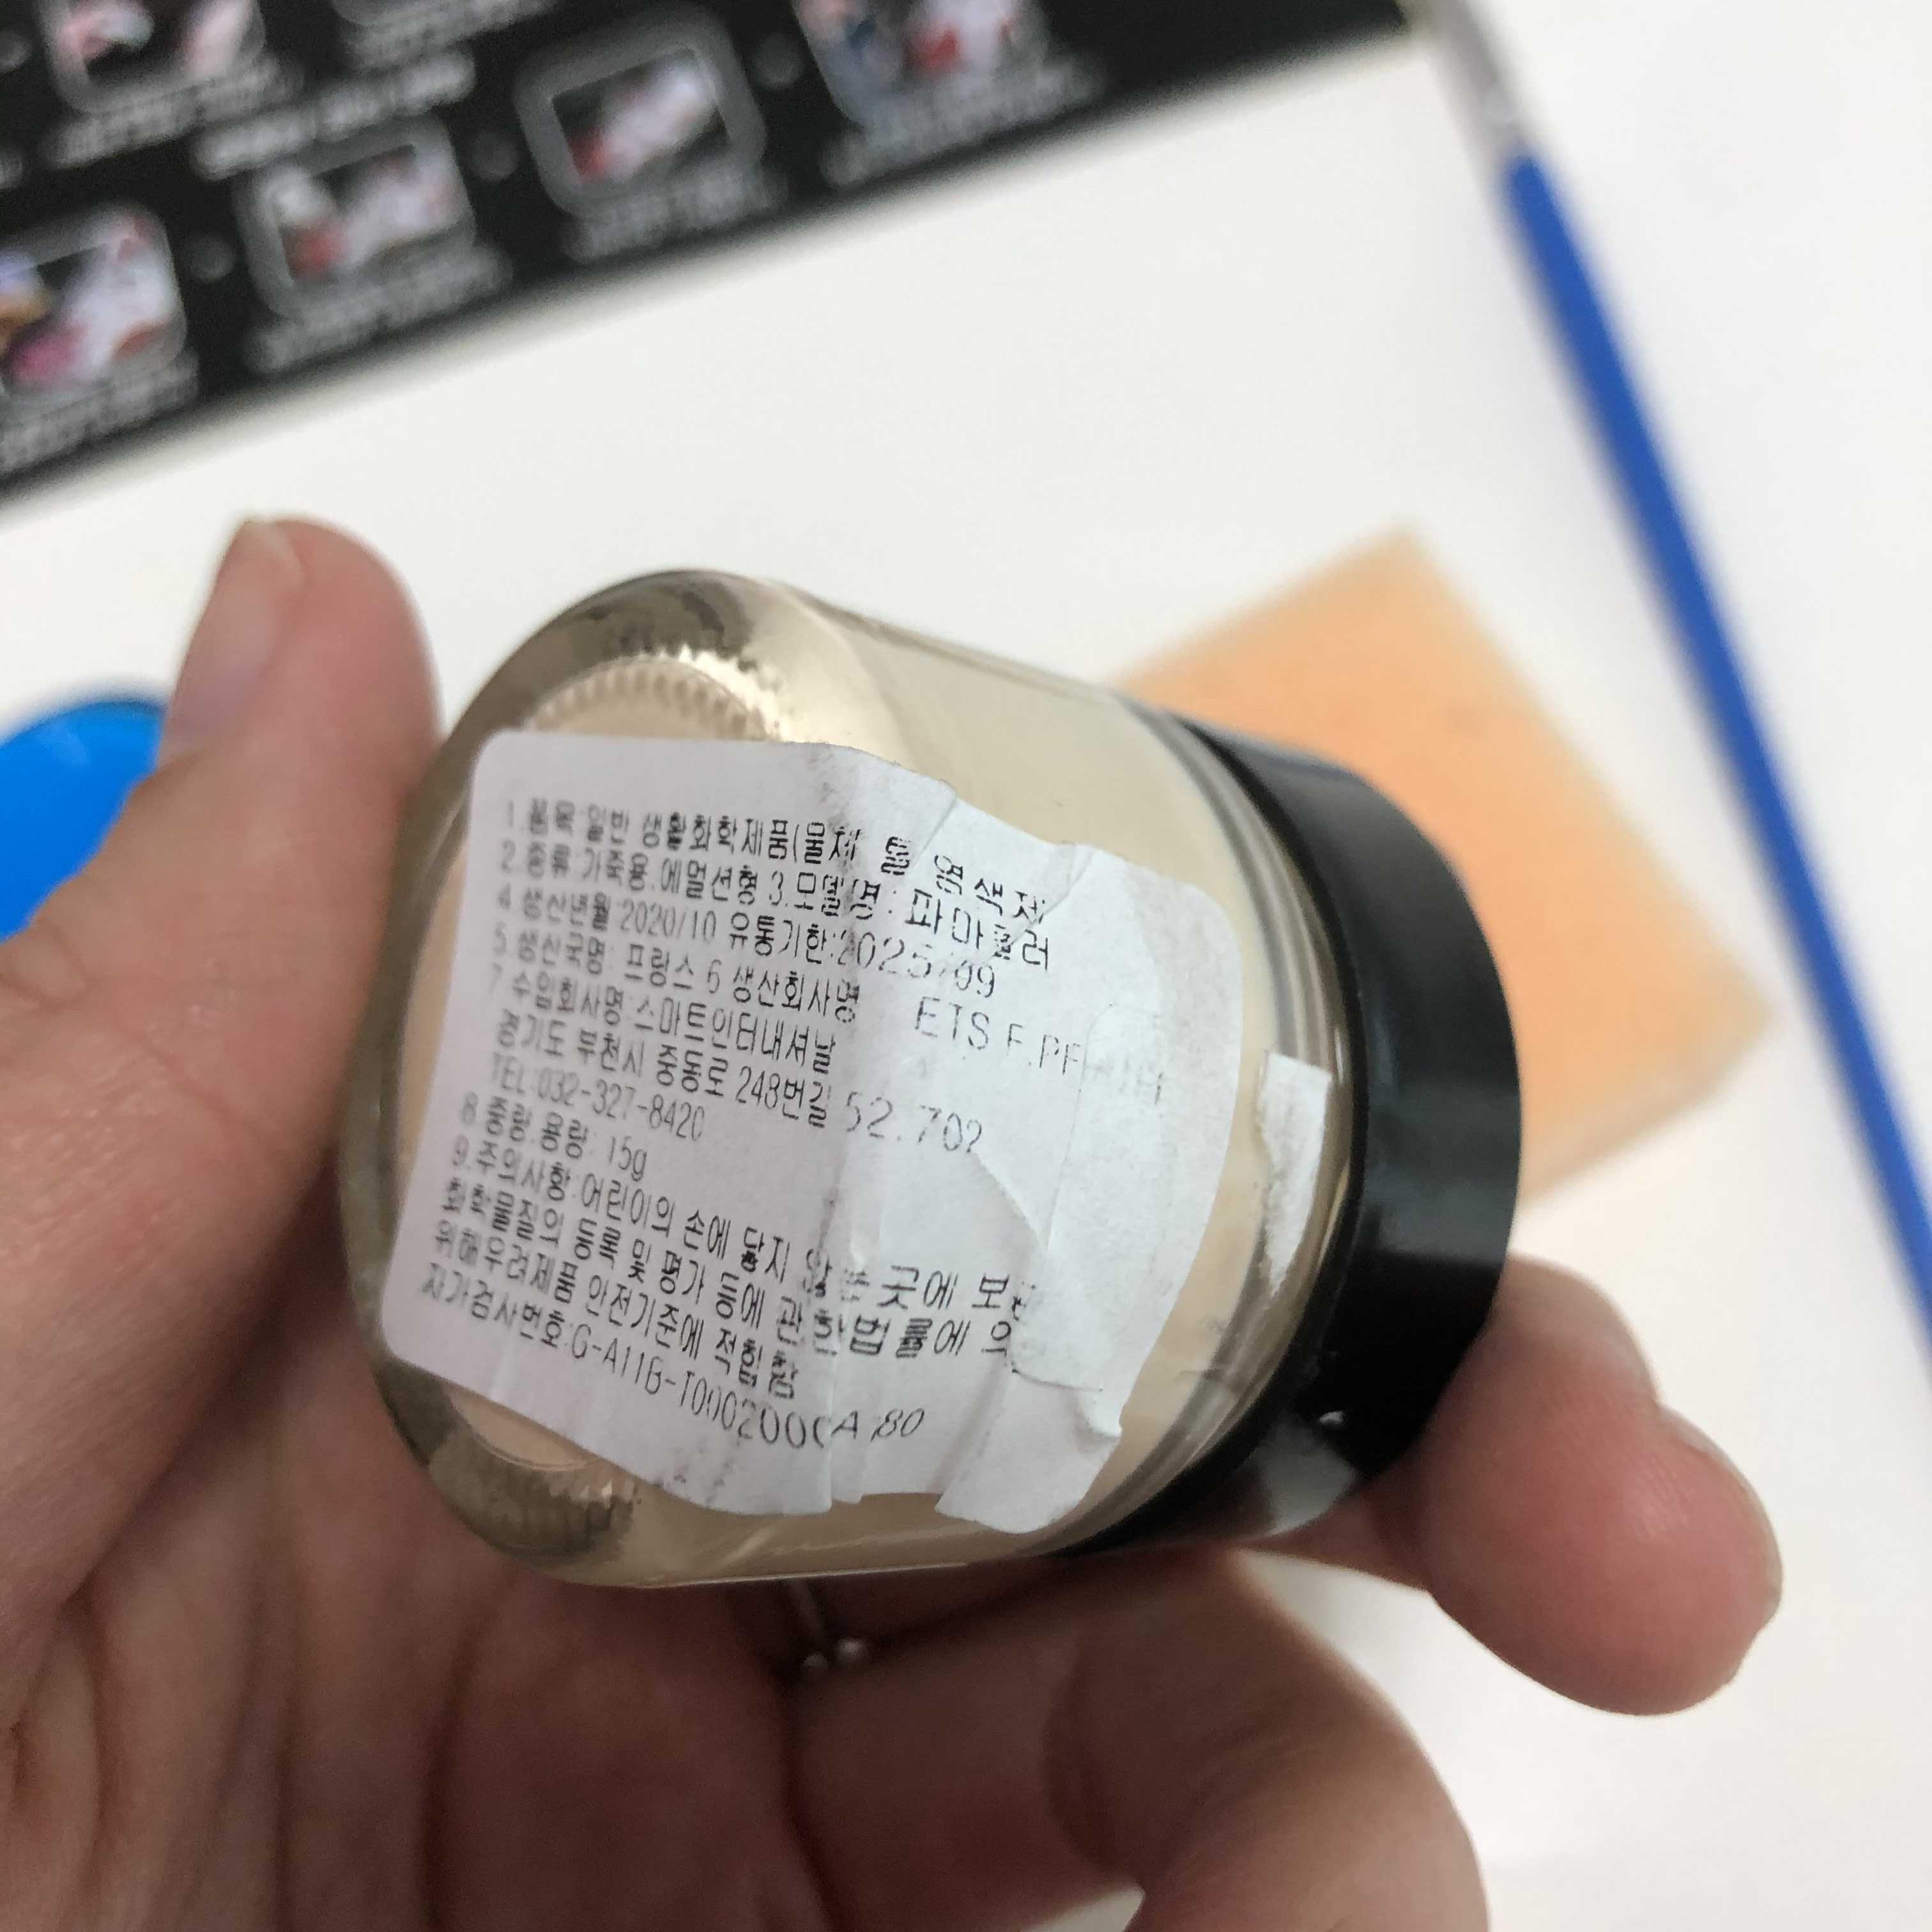 1.품목:일반 생활화학제품(물체 탈 염색제
2.종류:가죽용.에멀션형 3.모델명: 파마칼러
4.생산년월:2020/10 유통기한:2025/09
5.생산국명: 프랑스 6 생산회사명 ETS F.
7 수입회사명:스마트인터내셔날
경기도 부천시 중동로 248번길 52.702
TEL:032-327-8420
8.중량.용량: 15g
9.주의사항:어린이의 손에 닿지 않는 곳에
화학물질의 등록 및 평가 등에 관한법률에
위해우려제품 안전기준에 적합함
자가검사번호:G-A11B-